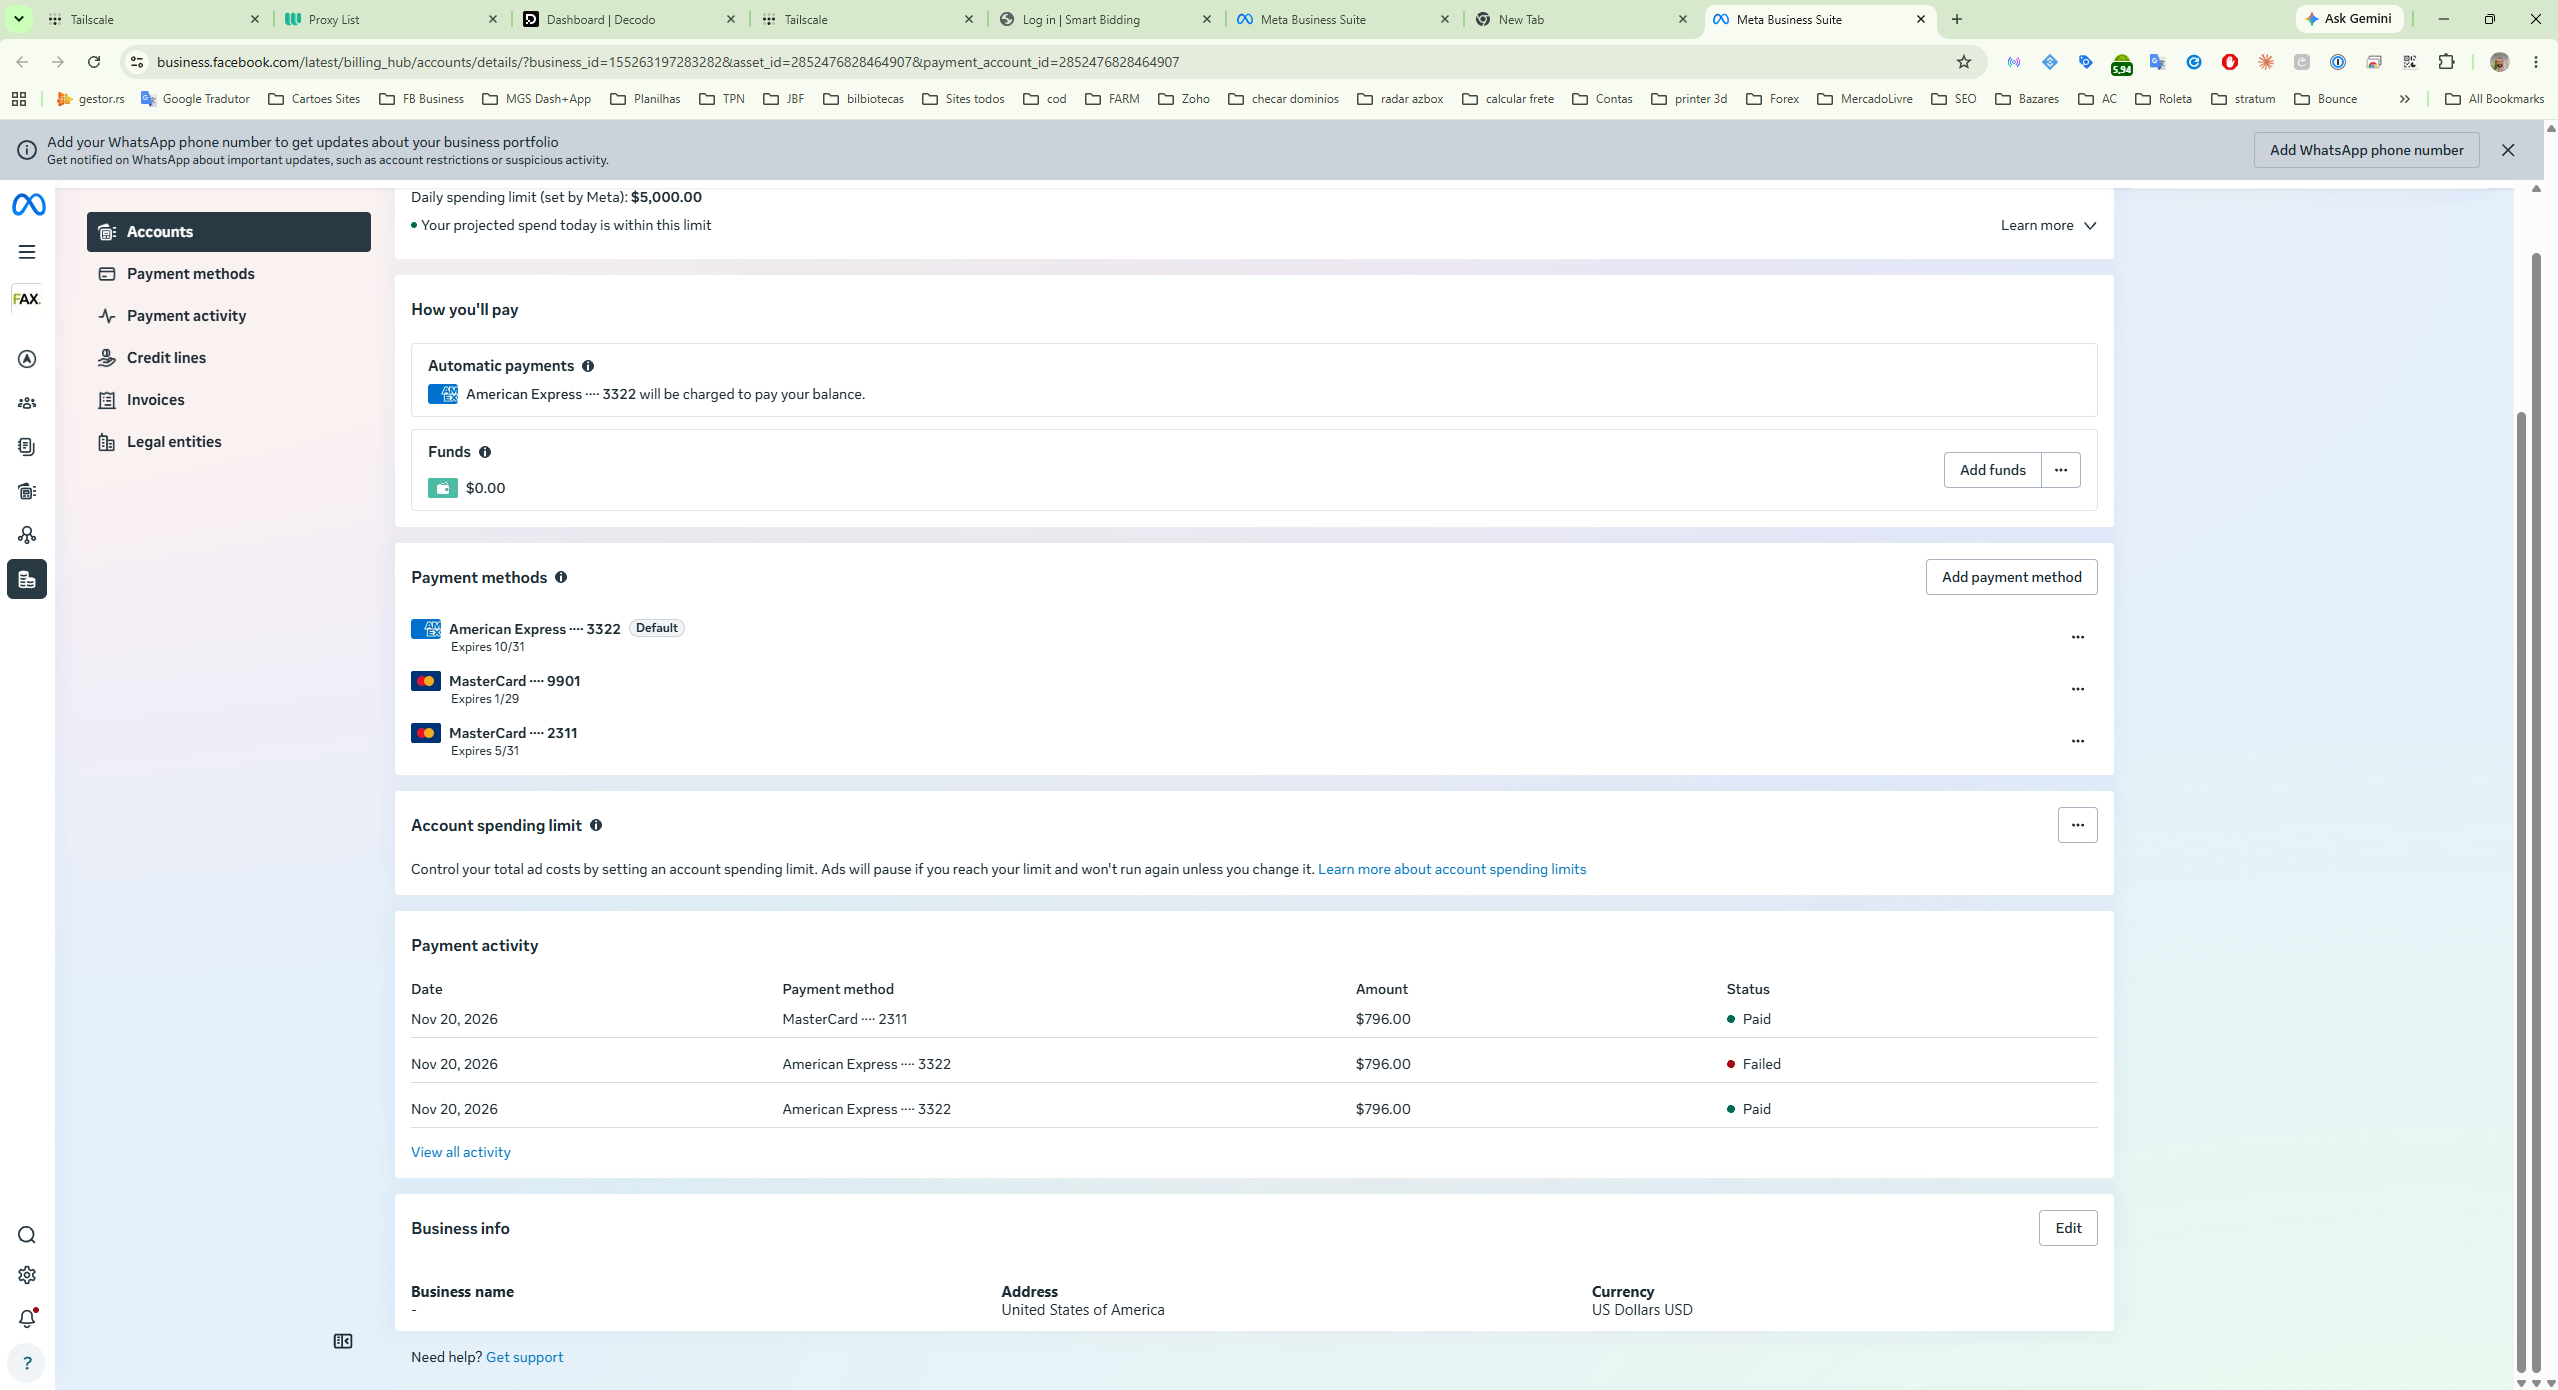 Tailscale
Proxy List
Dashboard | Decodo
Tailscale
Log in | Smart Bidding
Meta Business Suite
New Tab
Meta Business Suite
Ask Gemini
business.facebook.com/latest/billing_hub/accounts/details/?business_id=1552631972832828&asset_id=2852476828464907&payment_account_id=2852476828464907
5,94
gestor.rs
Google Tradutor
Cartoes Sites
FB Business
MGS Dash+App
Planilhas
TPN
JBF
bilbiotecas
Sites todos
cod
FARM
Zoho
checar dominios
radar azbox
calcular frete
Contas
printer 3d
Forex
MercadoLivre
SEO
Bazares
AC
Roleta
stratum
Bounce
All Bookmarks
Add your WhatsApp phone number to get updates about your business portfolio
Get notified on WhatsApp about important updates, such as account restrictions or suspicious activity.
Add WhatsApp phone number
FAX.
Accounts
Payment methods
Payment activity
Credit lines
Invoices
Legal entities
Daily spending limit (set by Meta): $5,000.00
Your projected spend today is within this limit
Learn more
How you'll pay
Automatic payments
American Express ···· 3322 will be charged to pay your balance.
Funds
$0.00
Add funds
Payment methods
Add payment method
American Express ···· 3322 Default
Expires 10/31
MasterCard ···· 9901
Expires 1/29
MasterCard ···· 2311
Expires 5/31
Account spending limit
Control your total ad costs by setting an account spending limit. Ads will pause if you reach your limit and won't run again unless you change it. Learn more about account spending limits
Payment activity
Date Payment method Amount Status
Nov 20, 2026 MasterCard ···· 2311 $796.00 Paid
Nov 20, 2026 American Express ···· 3322 $796.00 Failed
Nov 20, 2026 American Express ···· 3322 $796.00 Paid
View all activity
Business info
Edit
Business name Address Currency
- United States of America US Dollars USD
Need help? Get support